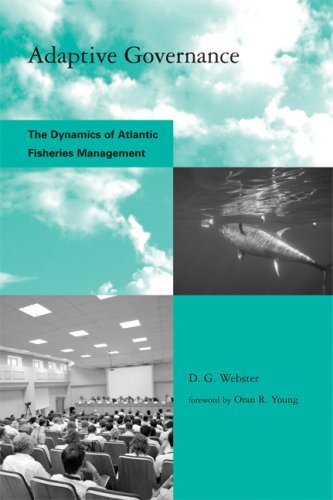 Adaptive Governance
The Dynamics of Atlantic
Fisheries Management
D. G. Webster
foreword by Oran R. Young